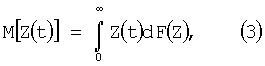 M[Z(t)] = ∫₀^∞ Z(t)dF(Z), (3)